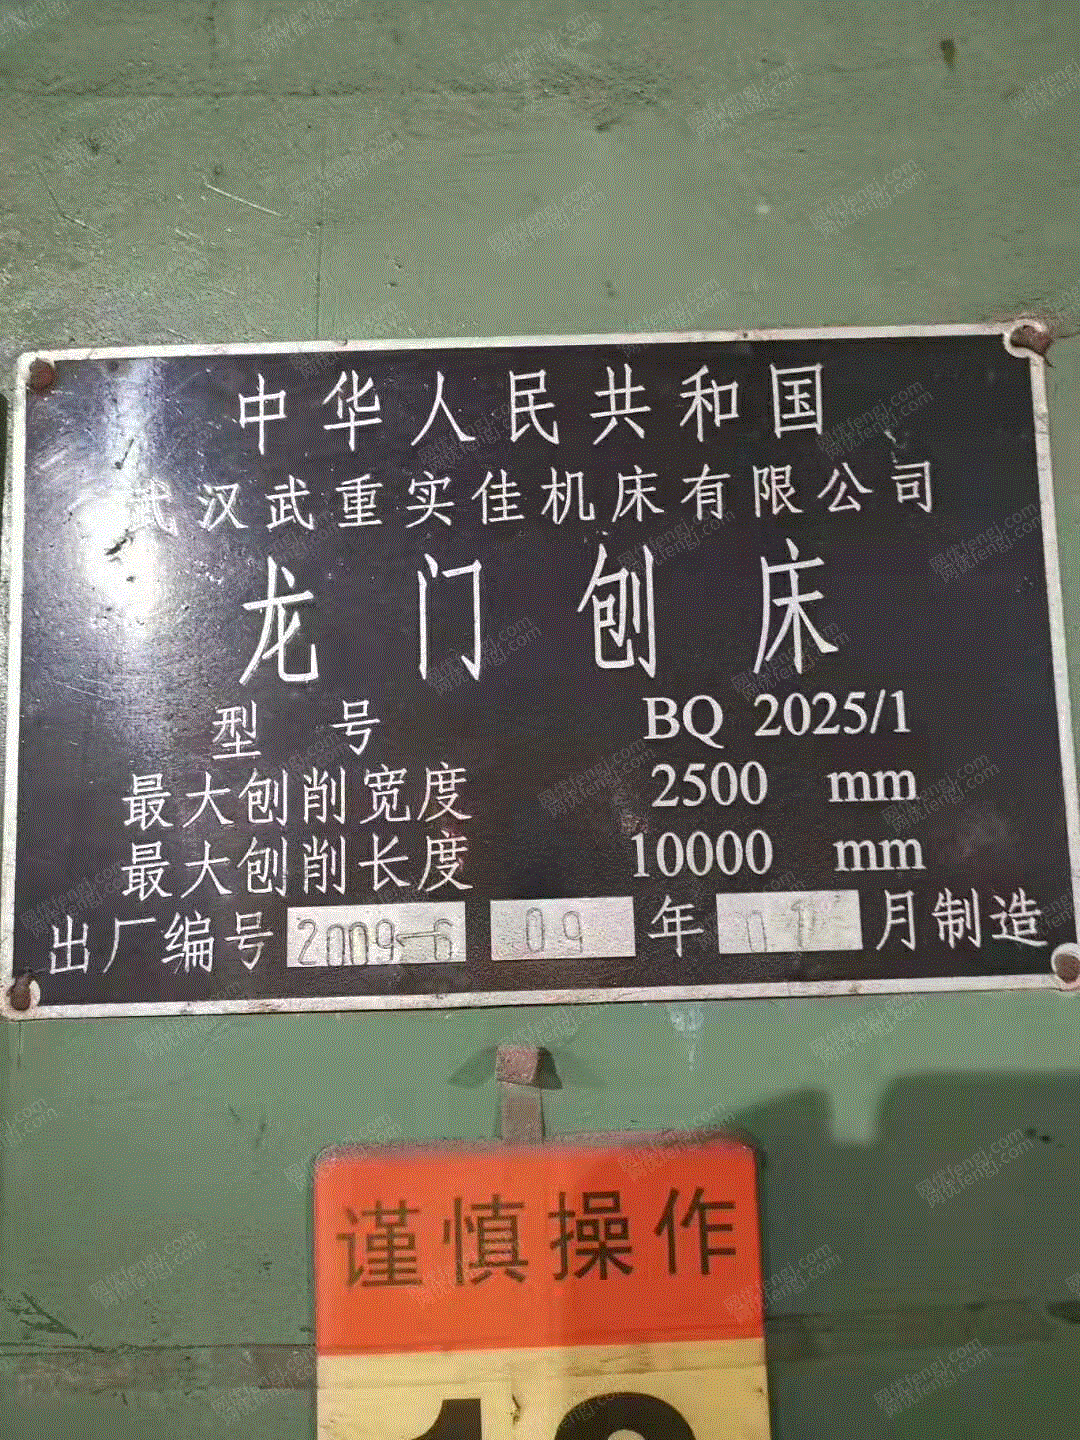 中华人民共和国
武汉武重实佳机床有限公司
龙门刨床
型号 BQ 2025/1
最大刨削宽度 2500 mm
最大刨削长度 10000 mm
出厂编号 2009-6 09 年 01 月制造
谨慎操作